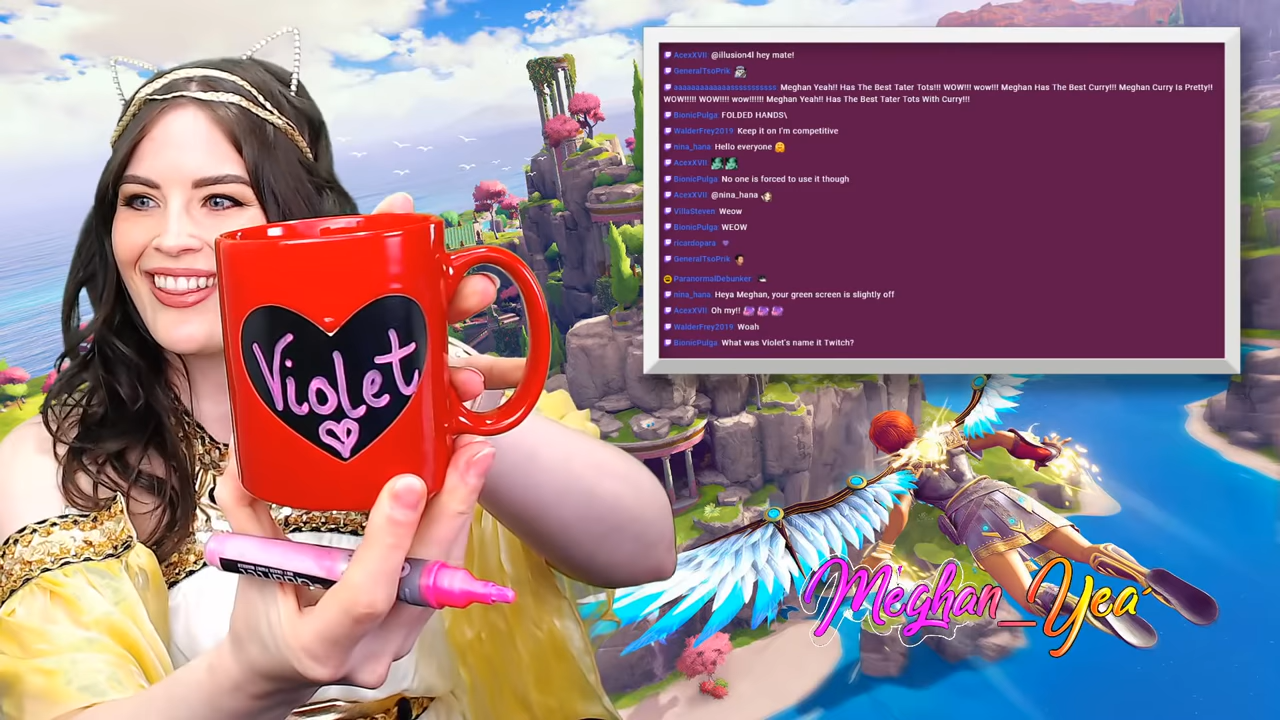 AcexXVII @illusion4l hey mate!
GeneralTsoPrik
aaaaaaaaaaaaasssssssssss Meghan Yeah!! Has The Best Tater Tots!!! WOW!!! wow!!! Meghan Has The Best Curry!!! Meghan Curry Is Pretty!!
WOW!!!!! WOW!!!! wow!!!!!! Meghan Yeah!! Has The Best Tater Tots With Curry!!!
BionicPulga FOLDED HANDS\
WalderFrey2019 Keep it on I'm competitive
nina_hana Hello everyone
AcexXVII
BionicPulga No one is forced to use it though
AcexXVII @nina_hana
VillaSteven Weow
BionicPulga WEOW
ricardopara
GeneralTsoPrik
ParanormalDebunker
nina_hana Heya Meghan, your green screen is slightly off
AcexXVII Oh my!!
WalderFrey2019 Woah
BionicPulga What was Violet's name it Twitch?
Violet
Meghan_Yea